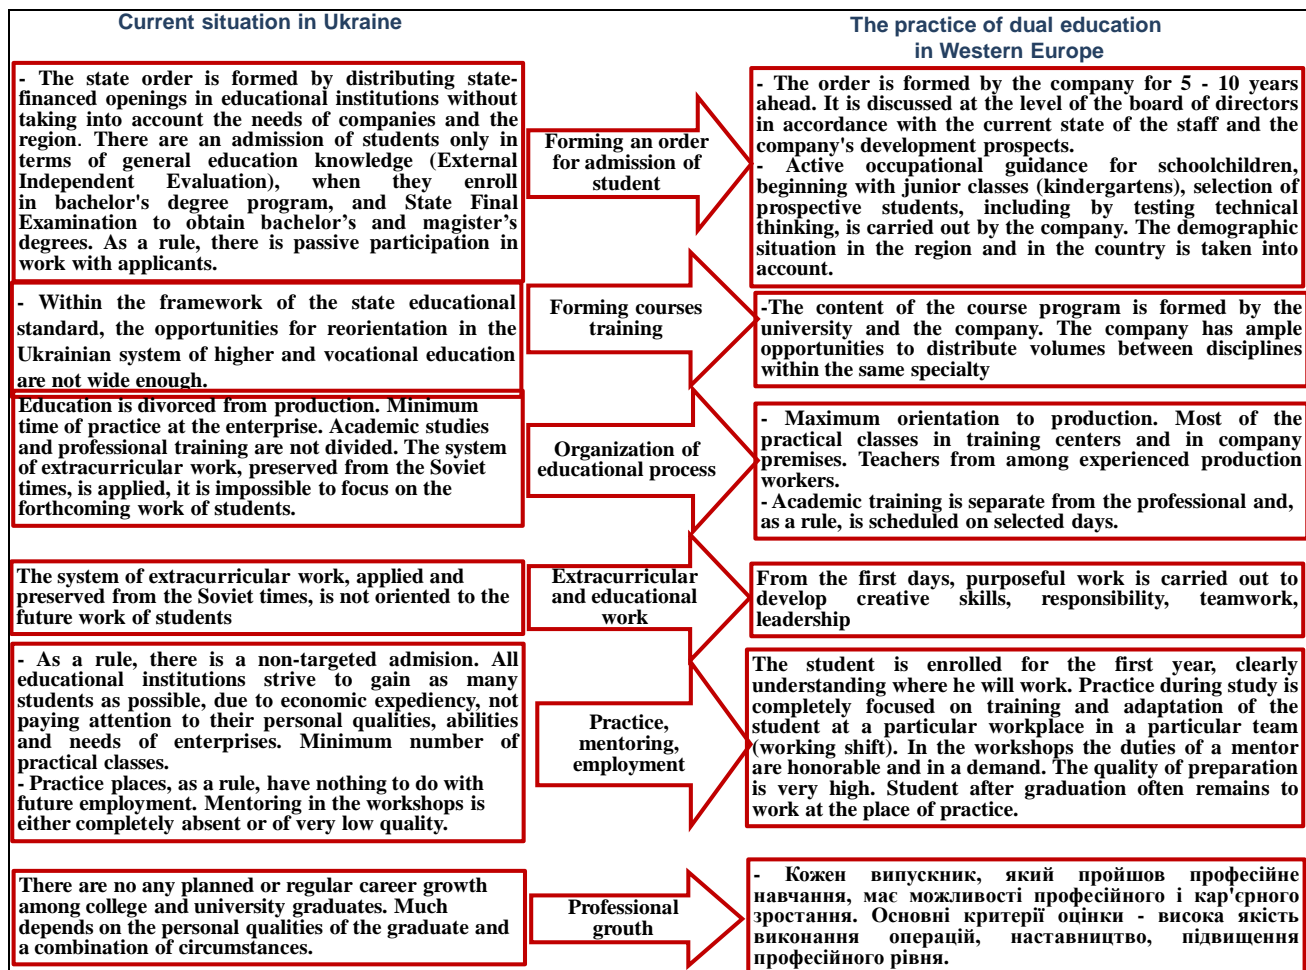 Current situation in Ukraine
The practice of dual education
in Western Europe
- The state order is formed by distributing state-
financed openings in educational institutions without
taking into account the needs of companies and the
region. There are an admission of students only in
terms of general education knowledge (External
Independent Evaluation), when they enroll
in bachelor's degree program, and State Final
Examination to obtain bachelor’s and magister’s
degrees. As a rule, there is passive participation in
work with applicants.
Forming an order
for admission of
student
- The order is formed by the company for 5 - 10 years
ahead. It is discussed at the level of the board of directors
in accordance with the current state of the staff and the
company's development prospects.
- Active occupational guidance for schoolchildren,
beginning with junior classes (kindergartens), selection of
prospective students, including by testing technical
thinking, is carried out by the company. The demographic
situation in the region and in the country is taken into
account.
- Within the framework of the state educational
standard, the opportunities for reorientation in the
Ukrainian system of higher and vocational education
are not wide enough.
Forming courses
training
-The content of the course program is formed by the
university and the company. The company has ample
opportunities to distribute volumes between disciplines
within the same specialty
Education is divorced from production. Minimum
time of practice at the enterprise. Academic studies
and professional training are not divided. The system
of extracurricular work, preserved from the Soviet
times, is applied, it is impossible to focus on the
forthcoming work of students.
Organization of
educational process
- Maximum orientation to production. Most of the
practical classes in training centers and in company
premises. Teachers from among experienced production
workers.
- Academic training is separate from the professional and,
as a rule, is scheduled on selected days.
The system of extracurricular work, applied and
preserved from the Soviet times, is not oriented to the
future work of students
Extracurricular
and educational
work
From the first days, purposeful work is carried out to
develop creative skills, responsibility, teamwork,
leadership
- As a rule, there is a non-targeted admision. All
educational institutions strive to gain as many
students as possible, due to economic expediency, not
paying attention to their personal qualities, abilities
and needs of enterprises. Minimum number of
practical classes.
- Practice places, as a rule, have nothing to do with
future employment. Mentoring in the workshops is
either completely absent or of very low quality.
Practice,
mentoring,
employment
The student is enrolled for the first year, clearly
understanding where he will work. Practice during study is
completely focused on training and adaptation of the
student at a particular workplace in a particular team
(working shift). In the workshops the duties of a mentor
are honorable and in a demand. The quality of preparation
is very high. Student after graduation often remains to
work at the place of practice.
There are no any planned or regular career growth
among college and university graduates. Much
depends on the personal qualities of the graduate and
a combination of circumstances.
Professional
grouth
- Кожен випускник, який пройшов професійне
навчання, має можливості професійного і кар'єрного
зростання. Основні критерії оцінки - висока якість
виконання операцій, наставництво, підвищення
професійного рівня.